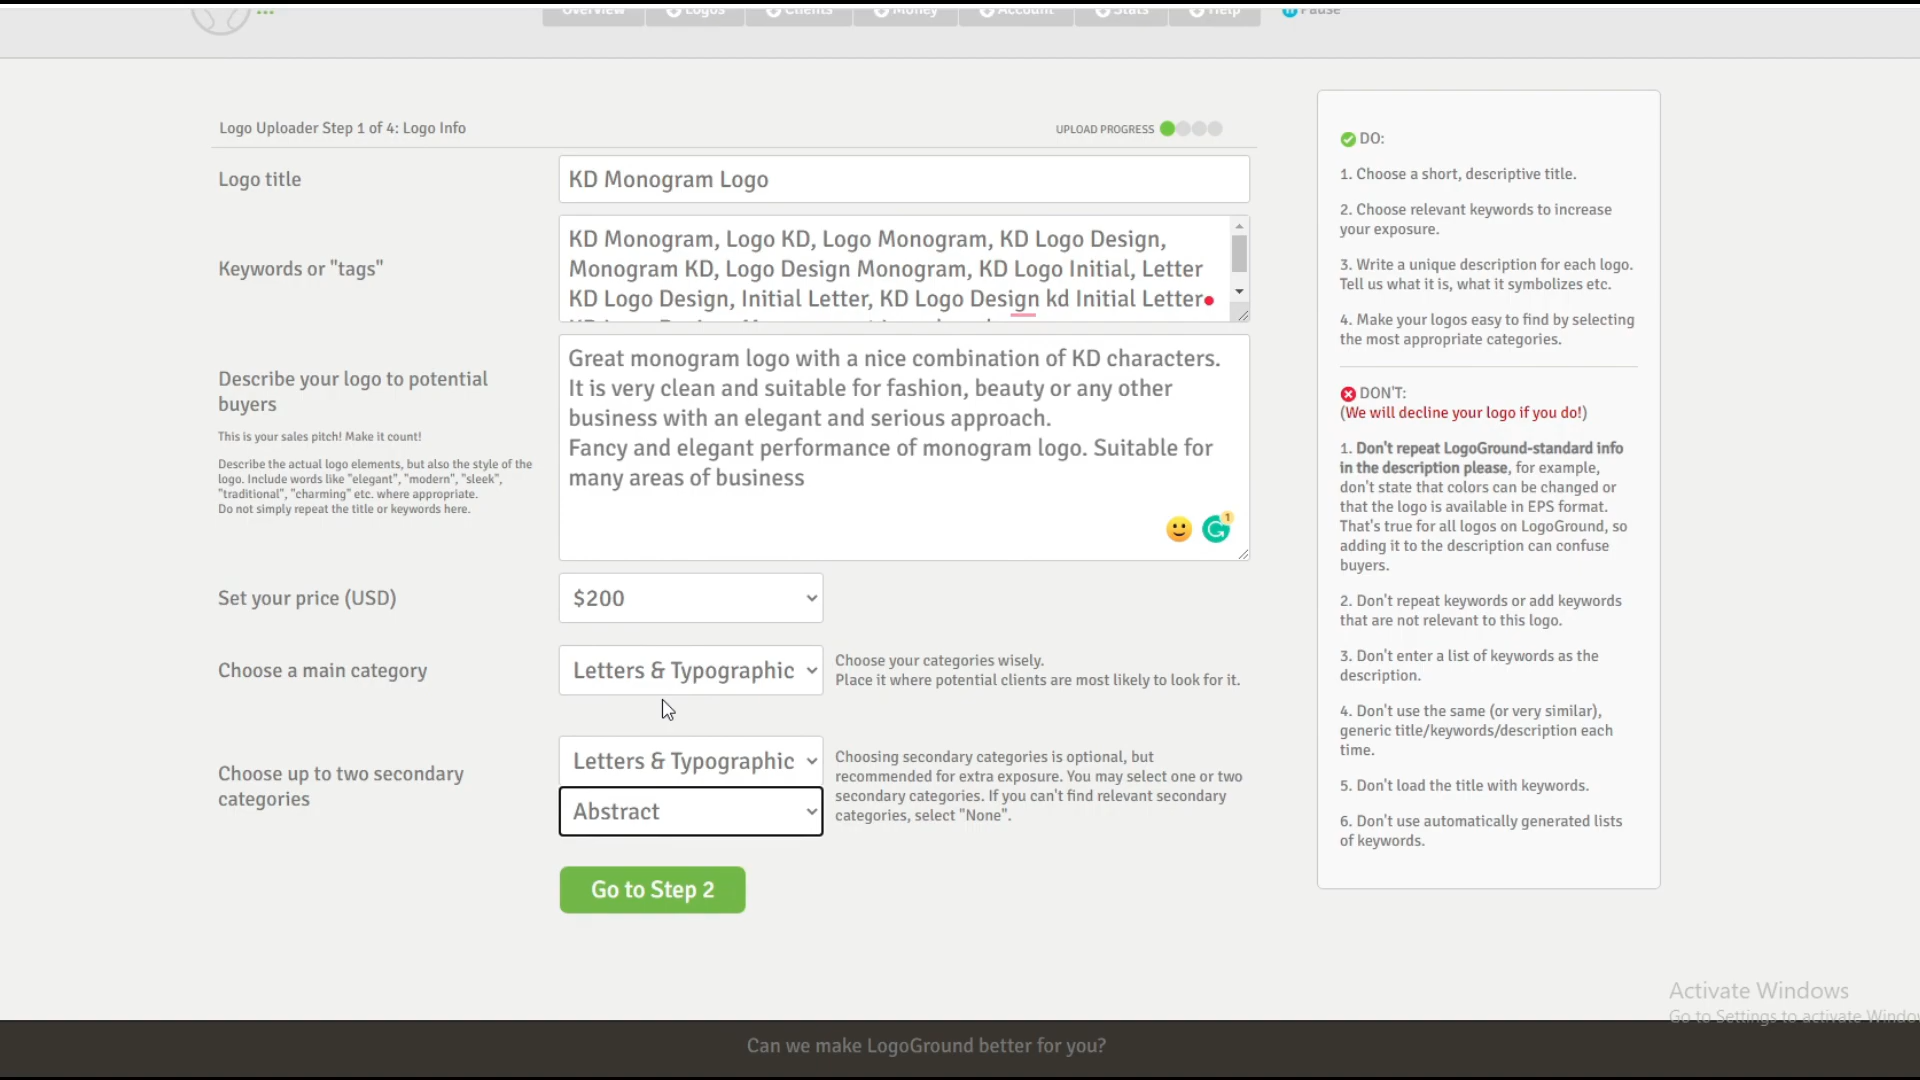 Overview Logos Clients Money Account Stats Help Pause
Logo Uploader Step 1 of 4: Logo Info
UPLOAD PROGRESS
Logo title
KD Monogram Logo
Keywords or "tags"
KD Monogram, Logo KD, Logo Monogram, KD Logo Design,
Monogram KD, Logo Design Monogram, KD Logo Initial, Letter
KD Logo Design, Initial Letter, KD Logo Design kd Initial Letter
Describe your logo to potential
buyers
This is your sales pitch! Make it count!
Describe the actual logo elements, but also the style of the
logo. Include words like "elegant", "modern", "sleek",
"traditional", "charming" etc. where appropriate.
Do not simply repeat the title or keywords here.
Great monogram logo with a nice combination of KD characters.
It is very clean and suitable for fashion, beauty or any other
business with an elegant and serious approach.
Fancy and elegant performance of monogram logo. Suitable for
many areas of business
1
Set your price (USD)
$200
Choose a main category
Letters & Typographic
Choose your categories wisely.
Place it where potential clients are most likely to look for it.
Choose up to two secondary
categories
Letters & Typographic
Abstract
Choosing secondary categories is optional, but
recommended for extra exposure. You may select one or two
secondary categories. If you can't find relevant secondary
categories, select "None".
Go to Step 2
DO:
1. Choose a short, descriptive title.
2. Choose relevant keywords to increase
your exposure.
3. Write a unique description for each logo.
Tell us what it is, what it symbolizes etc.
4. Make your logos easy to find by selecting
the most appropriate categories.
DON'T:
(We will decline your logo if you do!)
1. Don't repeat LogoGround-standard info
in the description please, for example,
don't state that colors can be changed or
that the logo is available in EPS format.
That's true for all logos on LogoGround, so
adding it to the description can confuse
buyers.
2. Don't repeat keywords or add keywords
that are not relevant to this logo.
3. Don't enter a list of keywords as the
description.
4. Don't use the same (or very similar),
generic title/keywords/description each
time.
5. Don't load the title with keywords.
6. Don't use automatically generated lists
of keywords.
Activate Windows
Go to Settings to activate Windo
Can we make LogoGround better for you?